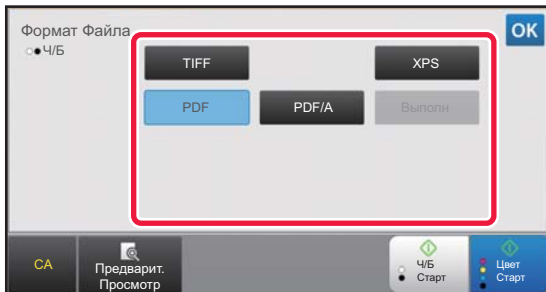 Формат Файла
Ч/Б
OK
TIFF
XPS
PDF
PDF/A
Выполн
CA
Предварит.
Просмотр
Ч/Б
Старт
Цвет
Старт